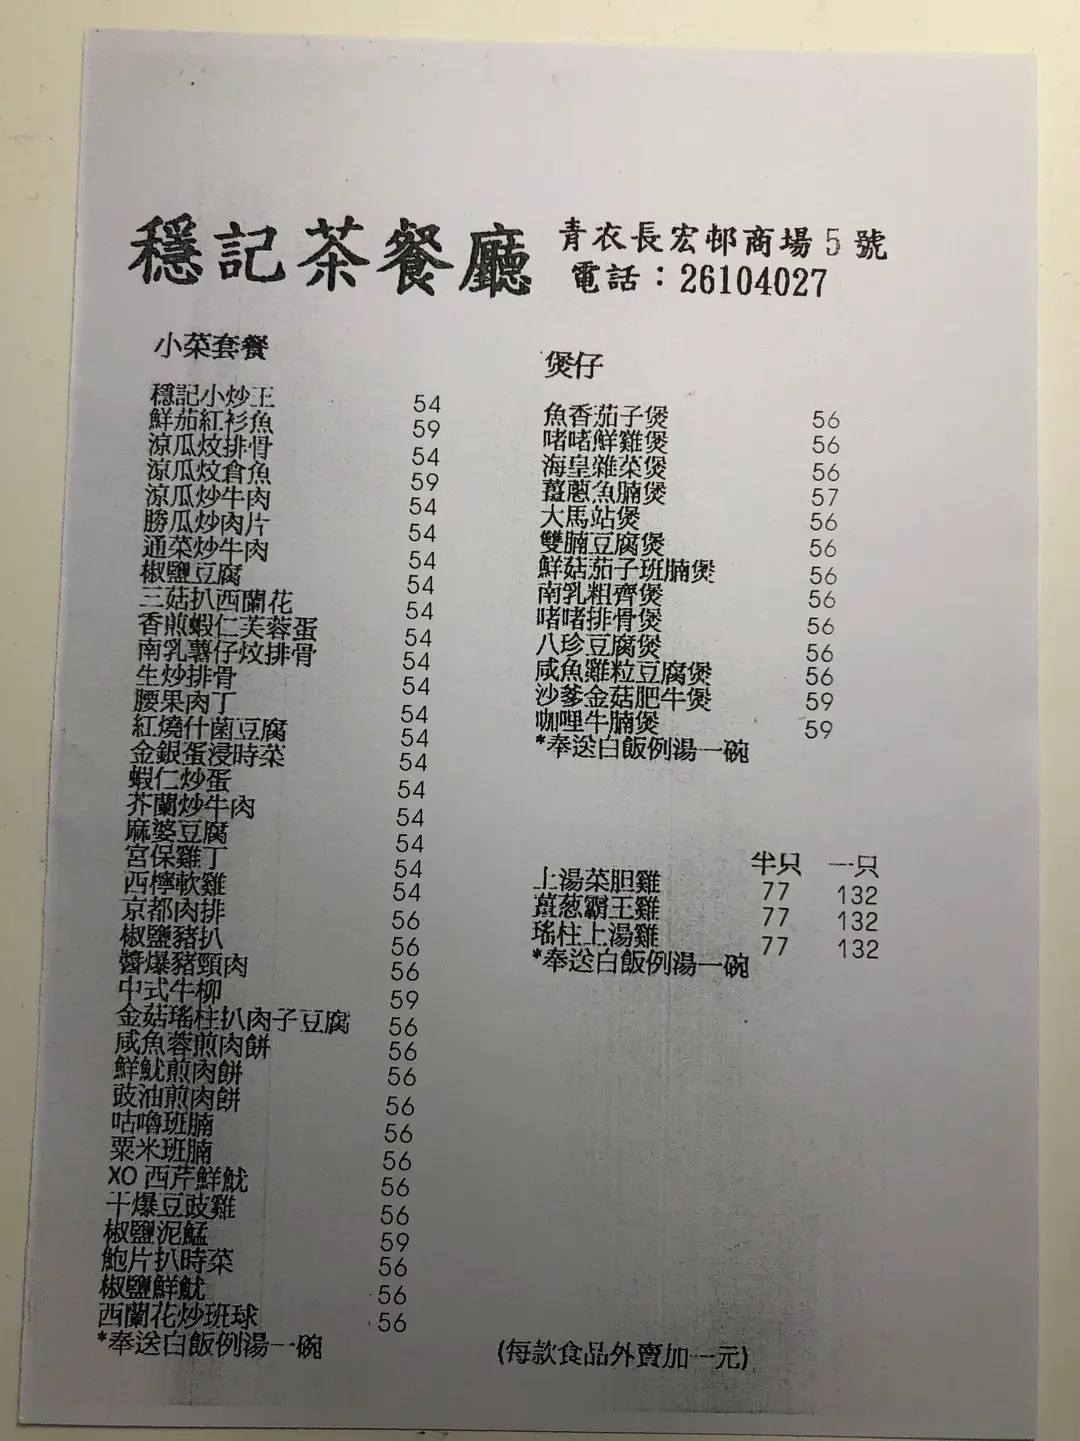 穩記茶餐廳
青衣長宏邨商場5號
電話：26104027
小菜套餐
穩記小炒王 54
鮮茄紅衫魚 59
涼瓜炆排骨 54
涼瓜炆倉魚 59
涼瓜炒牛肉 54
勝瓜炒肉片 54
通菜炒牛肉 54
椒鹽豆腐 54
三菇扒西蘭花 54
香煎蝦仁芙蓉蛋 54
南乳薯仔炆排骨 54
生炒排骨 54
腰果肉丁 54
紅燒什菌豆腐 54
金銀蛋浸時菜 54
蝦仁炒蛋 54
芥蘭炒牛肉 54
麻婆豆腐 54
宮保雞丁 54
西檸軟雞 54
京都肉排 56
椒鹽豬扒 56
醬爆豬頸肉 56
中式牛柳 59
金菇瑤柱扒肉子豆腐 56
咸魚蓉煎肉餅 56
鮮魷煎肉餅 56
豉油煎肉餅 56
咕嚕班腩 56
粟米班腩 56
XO 西芹鮮魷 56
干爆豆豉雞 56
椒鹽泥鯭 59
鮑片扒時菜 56
椒鹽鮮魷 56
西蘭花炒班球 56
*奉送白飯例湯一碗
煲仔
魚香茄子煲 56
啫啫鮮雞煲 56
海皇雜菜煲 56
薑蔥魚腩煲 57
大馬站煲 56
雙腩豆腐煲 56
鮮菇茄子班腩煲 56
南乳粗齊煲 56
啫啫排骨煲 56
八珍豆腐煲 56
咸魚雞粒豆腐煲 56
沙爹金菇肥牛煲 59
咖哩牛腩煲 59
*奉送白飯例湯一碗
半只 一只
上湯菜胆雞 77 132
薑葱霸王雞 77 132
瑤柱上湯雞 77 132
*奉送白飯例湯一碗
(每款食品外賣加一元)